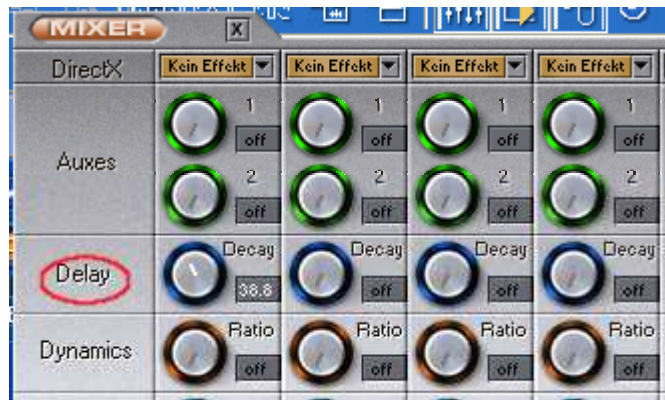 MIXER X
DirectX Kein Effekt Kein Effekt Kein Effekt Kein Effekt
1 1 1 1
off off off off
Auxes
2 2 2 2
off off off off
Decay Decay Decay Decay
Delay
38.8 off off off
Ratio Ratio Ratio Ratio
Dynamics
off off off off